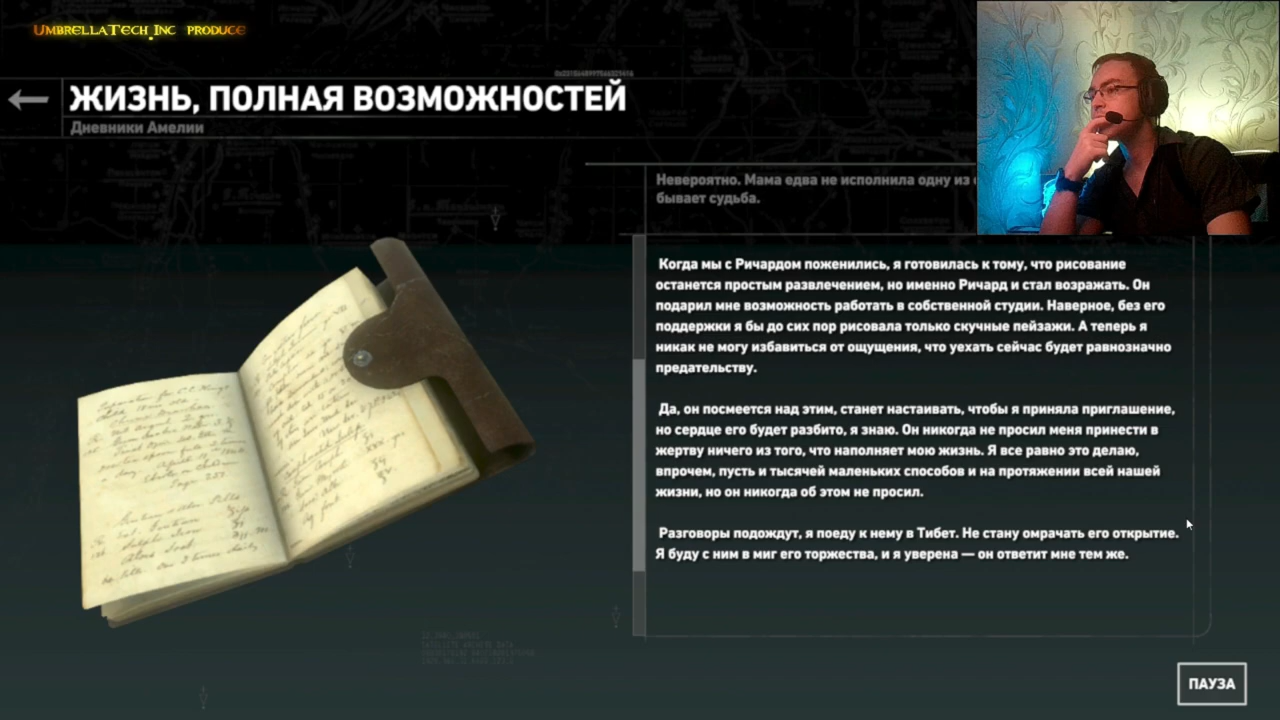 UmbrellaTech_Inc produce
ЖИЗНЬ, ПОЛНАЯ ВОЗМОЖНОСТЕЙ
Дневники Амелии
Невероятно. Мама едва не исполнила одну из
бывает судьба.
Когда мы с Ричардом поженились, я готовилась к тому, что рисование
останется простым развлечением, но именно Ричард и стал возражать. Он
подарил мне возможность работать в собственной студии. Наверное, без его
поддержки я бы до сих пор рисовала только скучные пейзажи. А теперь я
никак не могу избавиться от ощущения, что уехать сейчас будет равнозначно
предательству.
Да, он посмеется над этим, станет настаивать, чтобы я приняла приглашение,
но сердце его будет разбито, я знаю. Он никогда не просил меня принести в
жертву ничего из того, что наполняет мою жизнь. Я все равно это делаю,
впрочем, пусть и тысячей маленьких способов и на протяжении всей нашей
жизни, но он никогда об этом не просил.
Разговоры подождут, я поеду к нему в Тибет. Не стану омрачать его открытие.
Я буду с ним в миг его торжества, и я уверена — он ответит мне тем же.
ПАУЗА